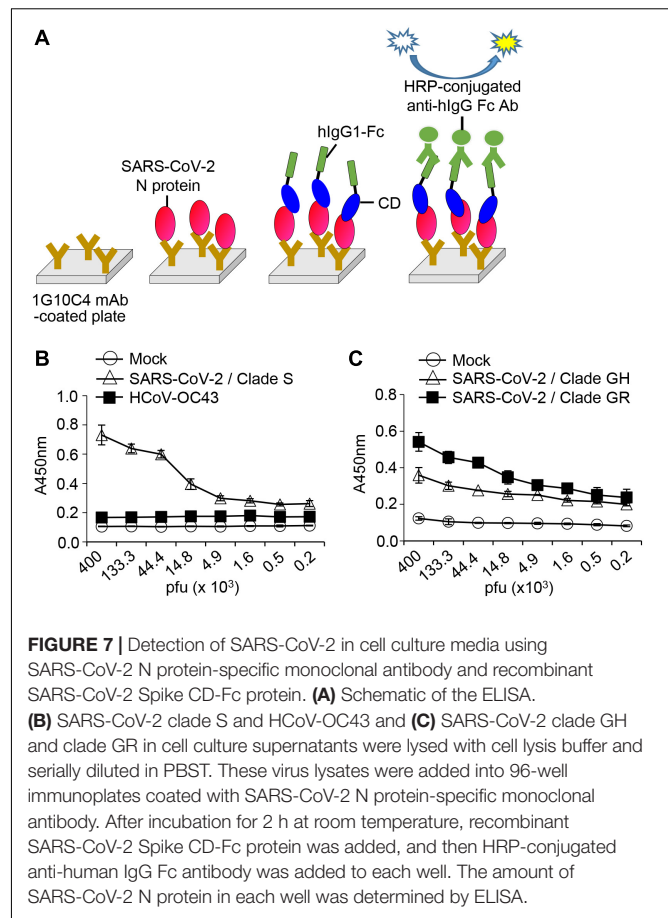 A
HRP-conjugated
anti-hIgG Fc Ab
hIgG1-Fc
SARS-CoV-2
N protein
CD
1G10C4 mAb
-coated plate
B
Mock
SARS-CoV-2 / Clade S
HCoV-OC43
A450nm
1.0
0.8
0.6
0.4
0.2
0.0
400
133.3
44.4
14.8
4.9
1.6
0.5
0.2
pfu (x 10³)
C
Mock
SARS-CoV-2 / Clade GH
SARS-CoV-2 / Clade GR
A450nm
0.8
0.6
0.4
0.2
0.0
400
133.3
44.4
14.8
4.9
1.6
0.5
0.2
pfu (x 10³)
FIGURE 7 | Detection of SARS-CoV-2 in cell culture media using
SARS-CoV-2 N protein-specific monoclonal antibody and recombinant
SARS-CoV-2 Spike CD-Fc protein. (A) Schematic of the ELISA.
(B) SARS-CoV-2 clade S and HCoV-OC43 and (C) SARS-CoV-2 clade GH
and clade GR in cell culture supernatants were lysed with cell lysis buffer and
serially diluted in PBST. These virus lysates were added into 96-well
immunoplates coated with SARS-CoV-2 N protein-specific monoclonal
antibody. After incubation for 2 h at room temperature, recombinant
SARS-CoV-2 Spike CD-Fc protein was added, and then HRP-conjugated
anti-human IgG Fc antibody was added to each well. The amount of
SARS-CoV-2 N protein in each well was determined by ELISA.